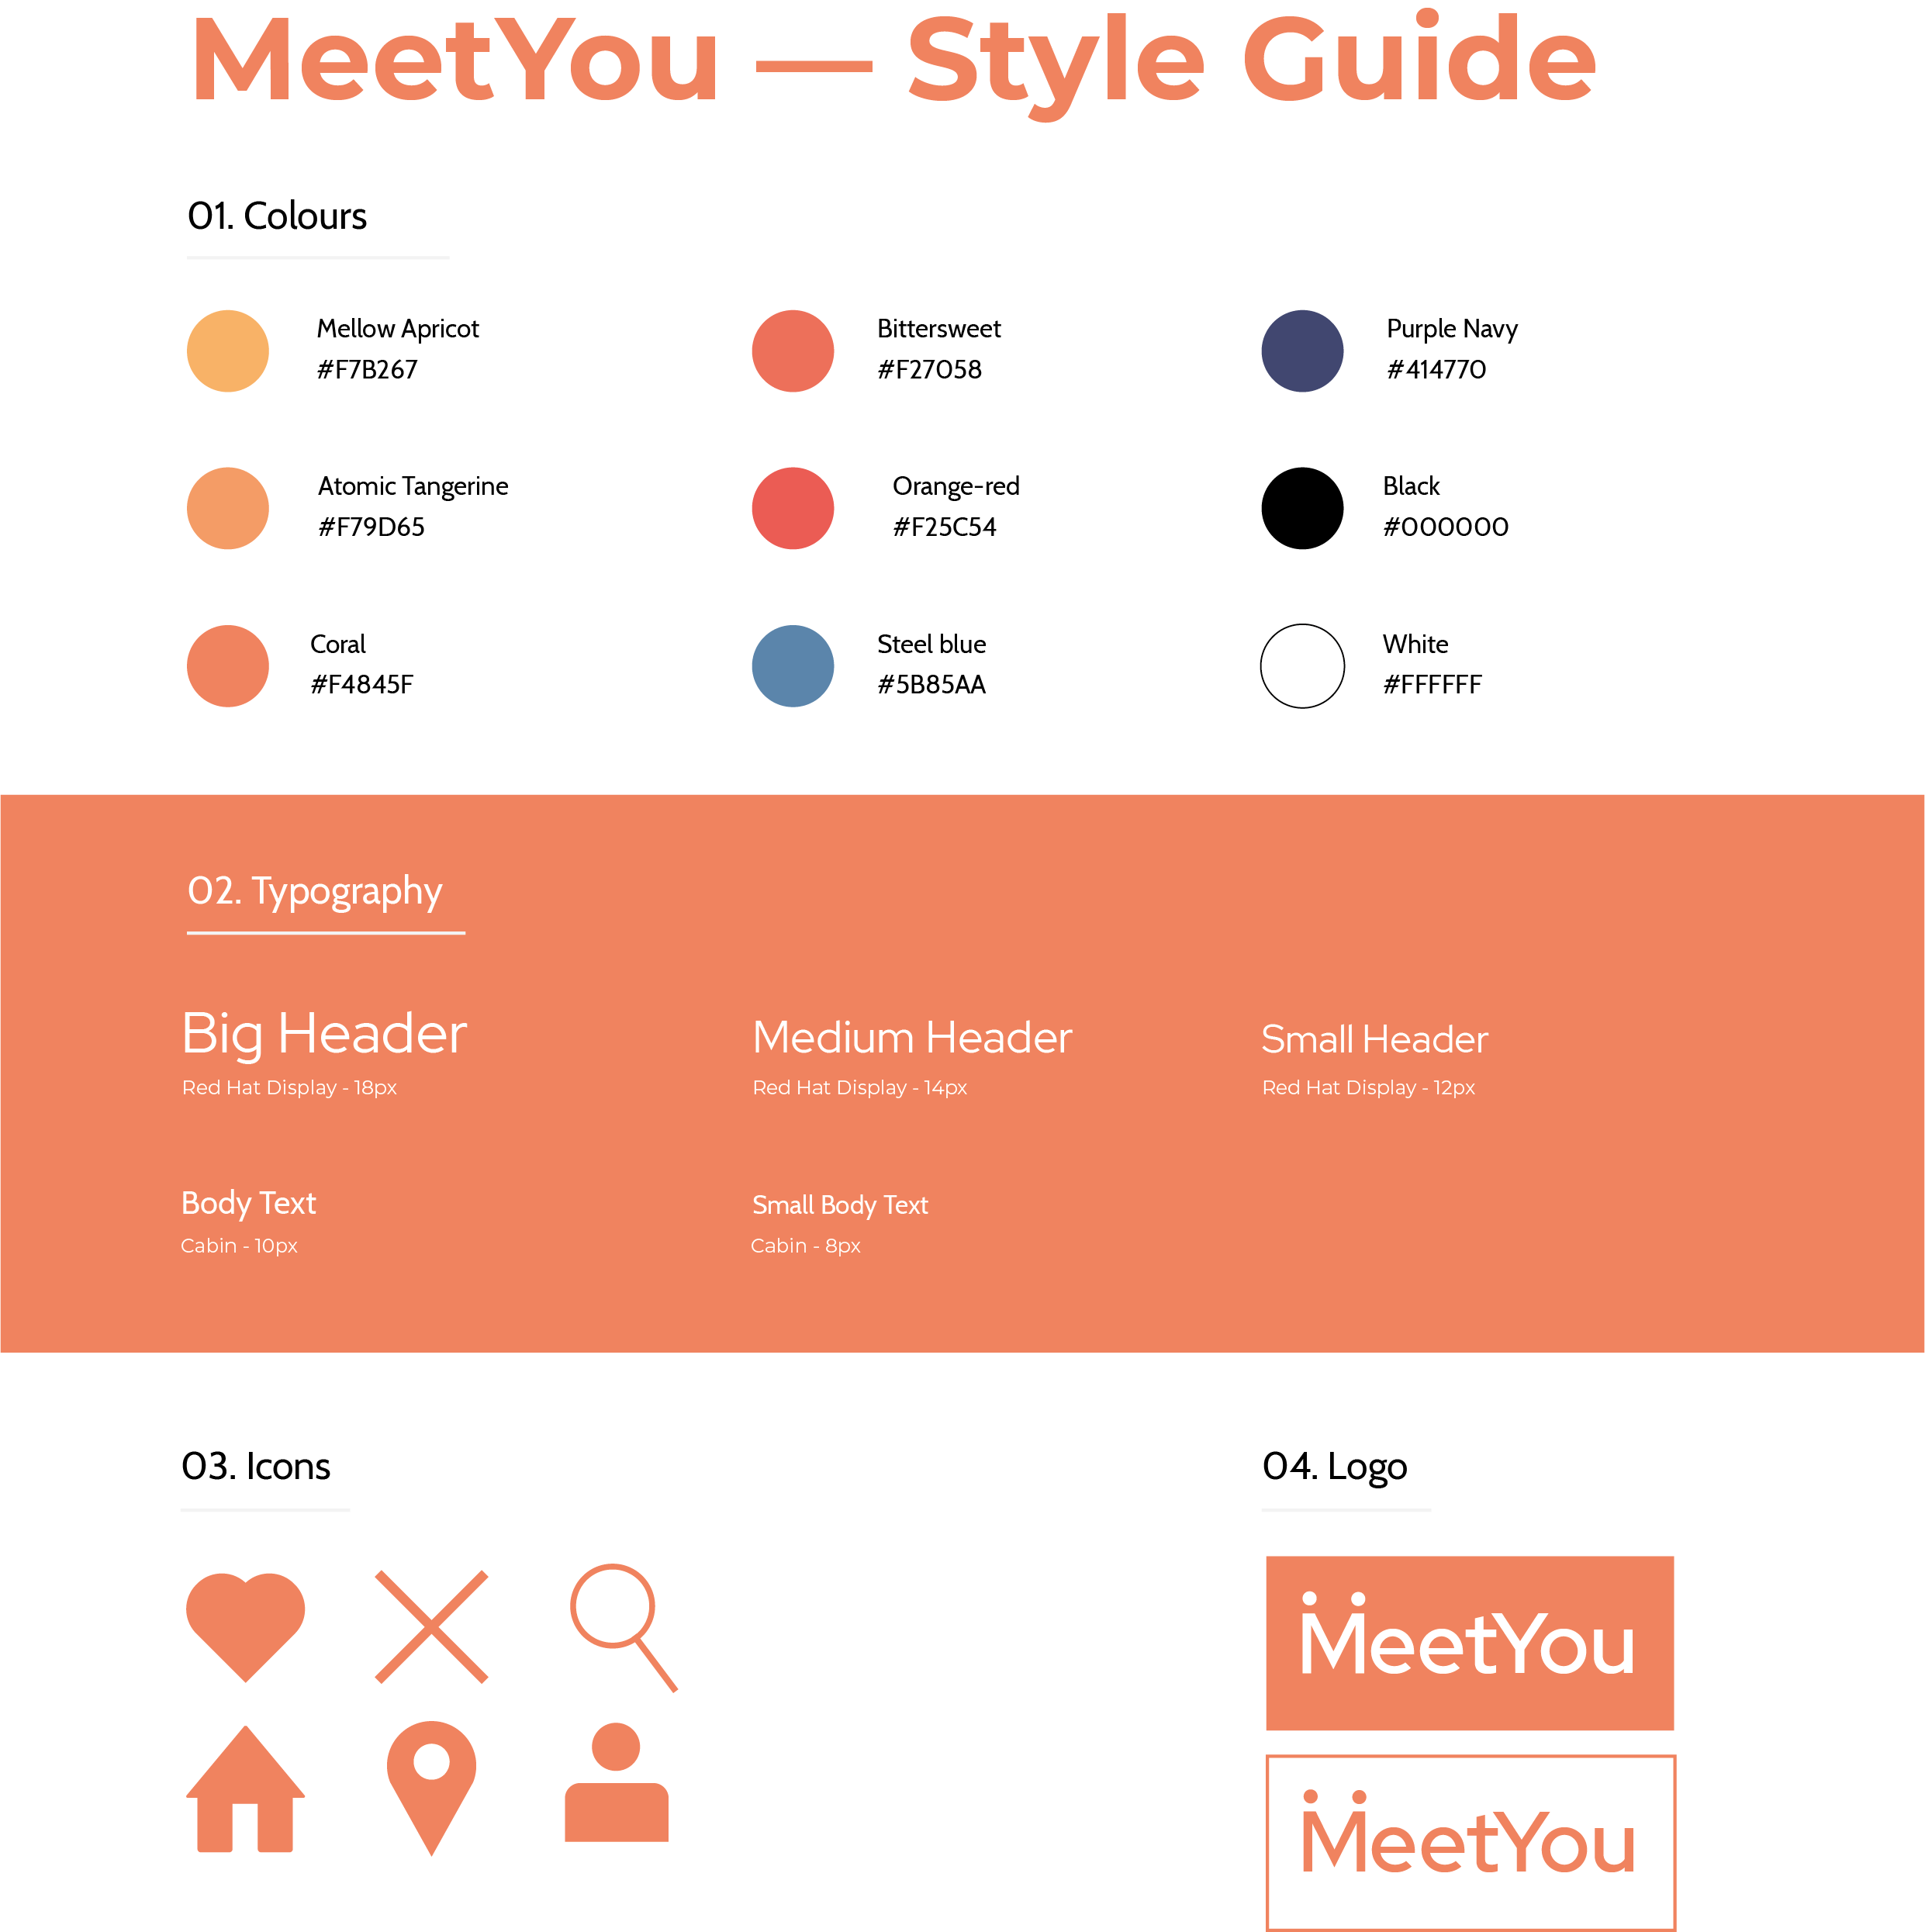 MeetYou — Style Guide
01. Colours
Mellow Apricot
#F7B267
Bittersweet
#F27058
Purple Navy
#414770
Atomic Tangerine
#F79D65
Orange-red
#F25C54
Black
#000000
Coral
#F4845F
Steel blue
#5B85AA
White
#FFFFFF
02. Typography
Big Header
Red Hat Display - 18px
Medium Header
Red Hat Display - 14px
Small Header
Red Hat Display - 12px
Body Text
Cabin - 10px
Small Body Text
Cabin - 8px
03. Icons
04. Logo
MeetYou
MeetYou